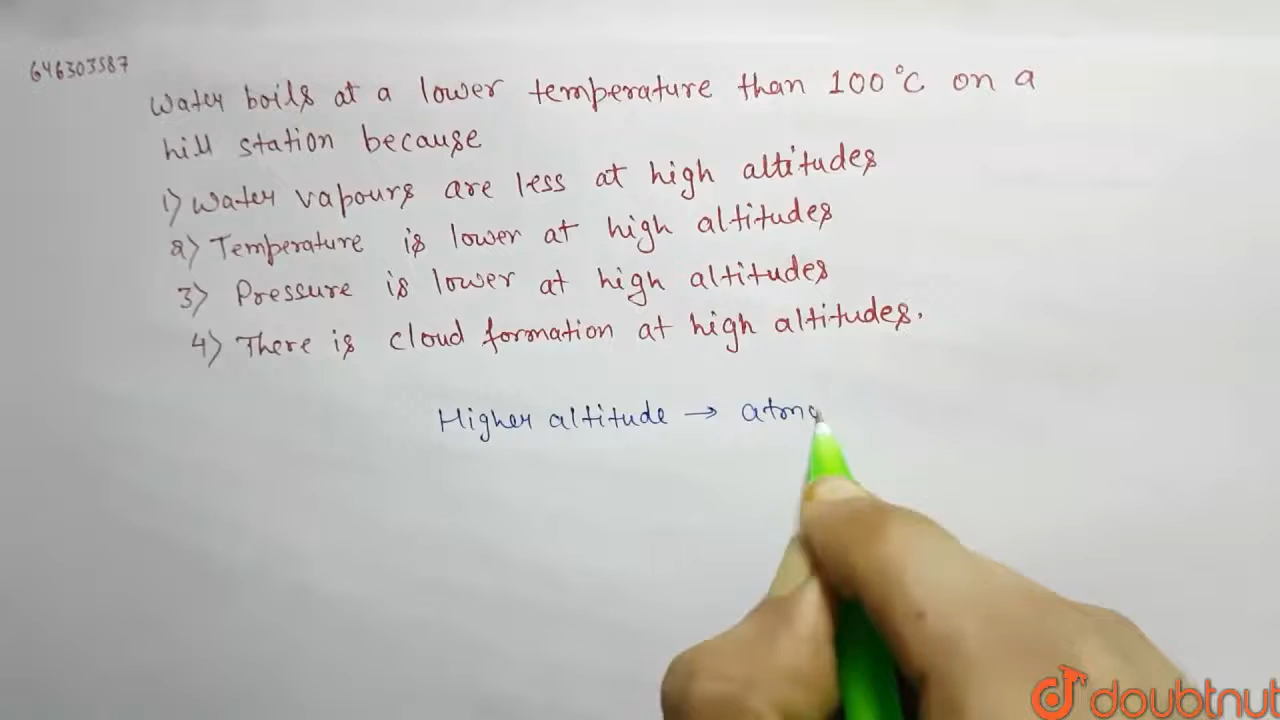 646303587
Water boils at a lower temperature than 100°C on a
hill station because
1) Water vapours are less at high altitudes
2) Temperature is lower at high altitudes
3) Pressure is lower at high altitudes
4) There is cloud formation at high altitudes.
Higher altitude → atmo
doubtnut